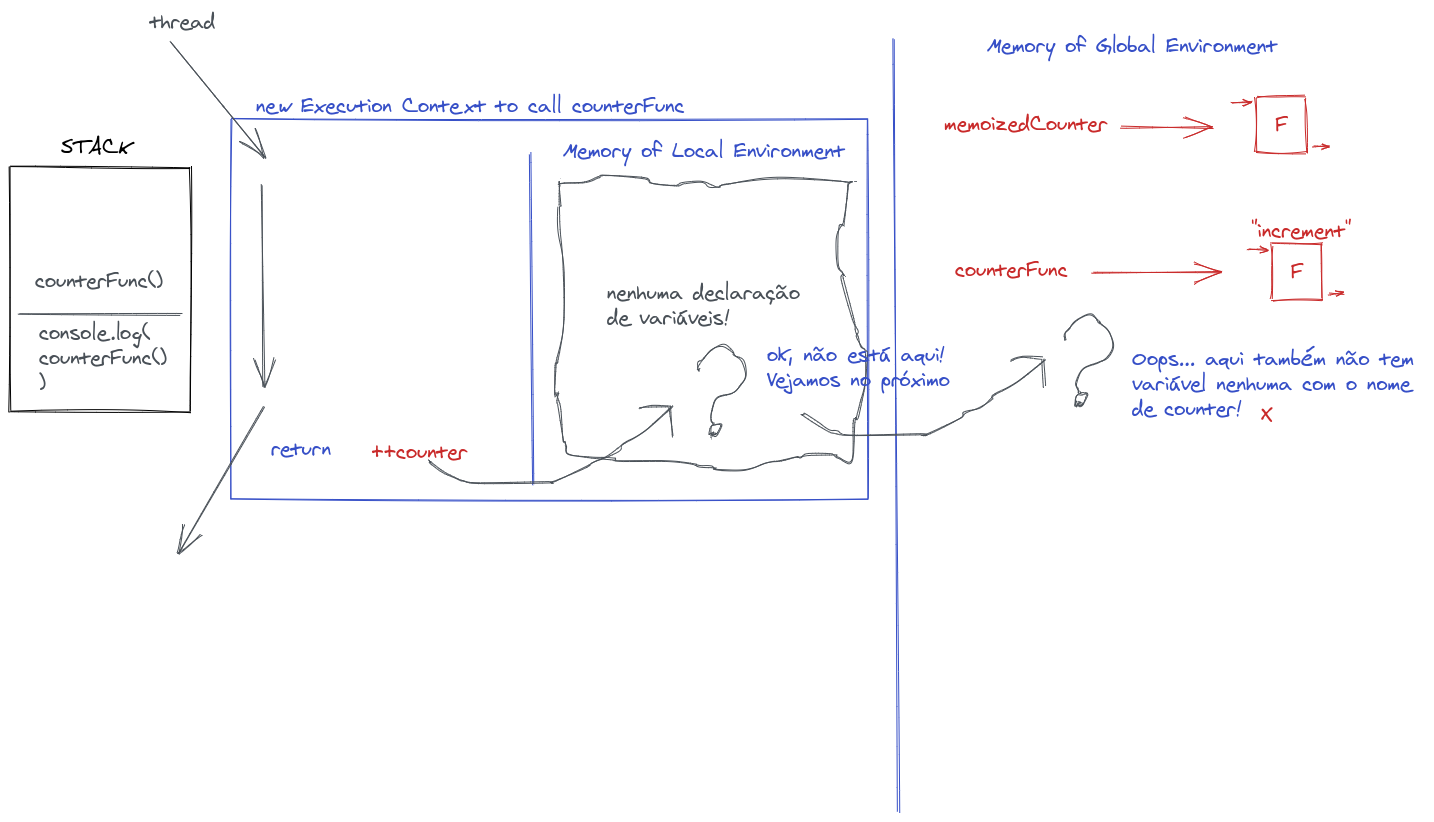 thread
new Execution Context to call counterFunc
STACK
counterFunc()
console.log(
counterFunc()
)
return ++counter
Memory of Local Environment
nenhuma declaração
de variáveis!
ok, não está aqui!
Vejamos no próximo
Memory of Global Environment
memoizedCounter
F
counterFunc
"increment"
F
Oops... aqui também não tem
variável nenhuma com o nome
de counter! x